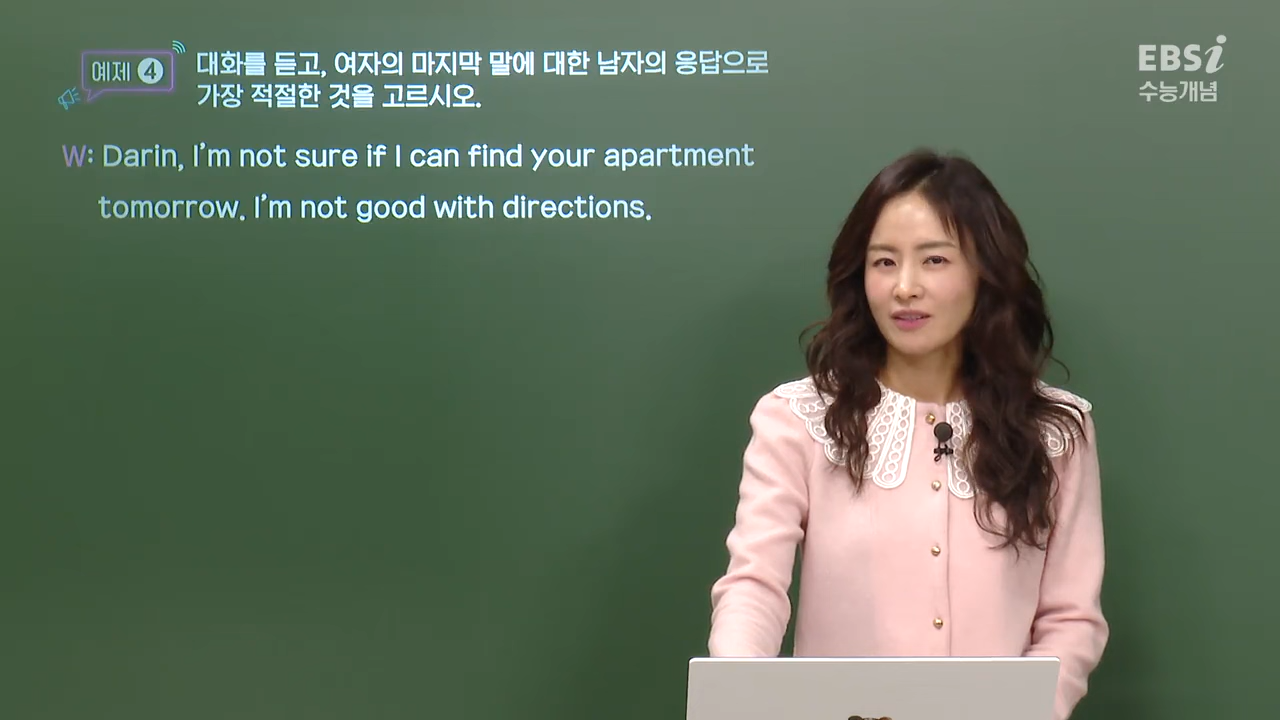 예제 4
대화를 듣고, 여자의 마지막 말에 대한 남자의 응답으로
가장 적절한 것을 고르시오.
EBSi
수능개념
W: Darin, I'm not sure if I can find your apartment
tomorrow. I'm not good with directions.